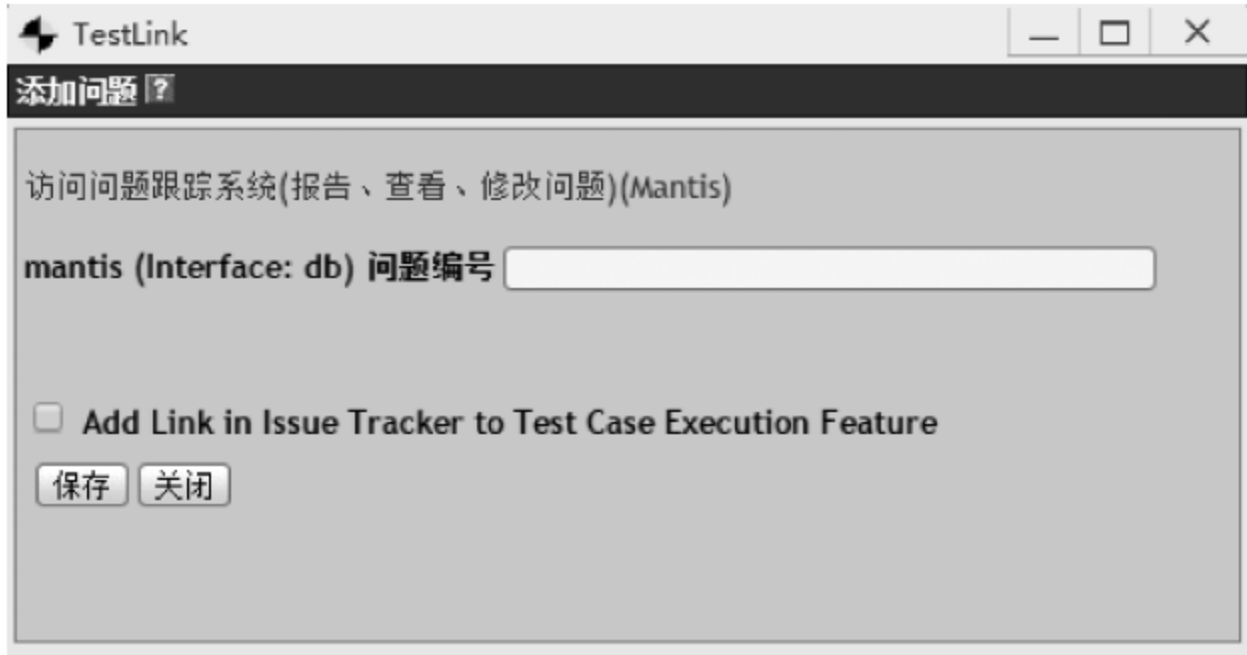 TestLink
添加问题 ?
访问问题跟踪系统(报告、查看、修改问题)(Mantis)
mantis (Interface: db) 问题编号
Add Link in Issue Tracker to Test Case Execution Feature
保存 关闭